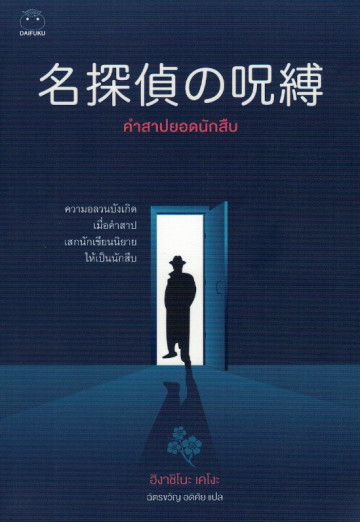 DAIFUKU
名探偵の呪縛
คำสาปยอดนักสืบ
ความอลวนบังเกิด
เมื่อคำสาป
เสกนักเขียนนิยาย
ให้เป็นนักสืบ
ฮิงาชิโนะ เคโงะ
ฉัตรขวัญ อดิศัย แปล